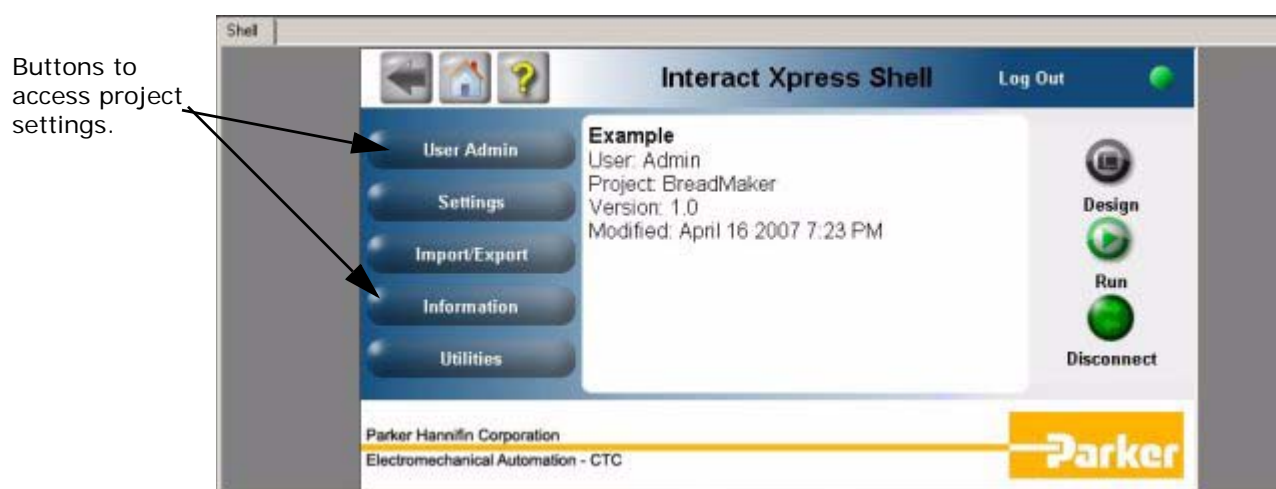 Shell
Buttons to
access project
settings.
Interact Xpress Shell
Log Out
User Admin
Settings
Import/Export
Information
Utilities
Example
User: Admin
Project: BreadMaker
Version: 1.0
Modified: April 16 2007 7:23 PM
Design
Run
Disconnect
Parker Hannifin Corporation
Electromechanical Automation - CTC
Parker